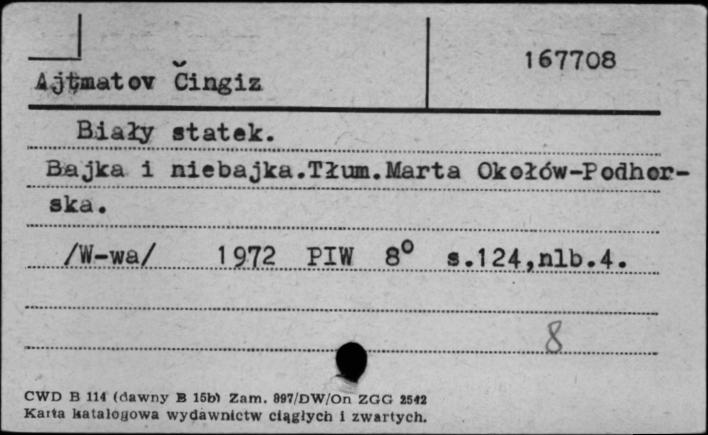 167708
Ajtmatov Čingiz
Biały statek.
Bajka i niebajka.Tłum.Marta Okołów-Podhor-
ska.
/W-wa/ 1972 PIW 8° s.124,nlb.4.
8
CWD B 114 (dawny B 15b) Zam. 897/DW/On ZGG 2542
Karta katalogowa wydawnictw ciągłych i zwartych.